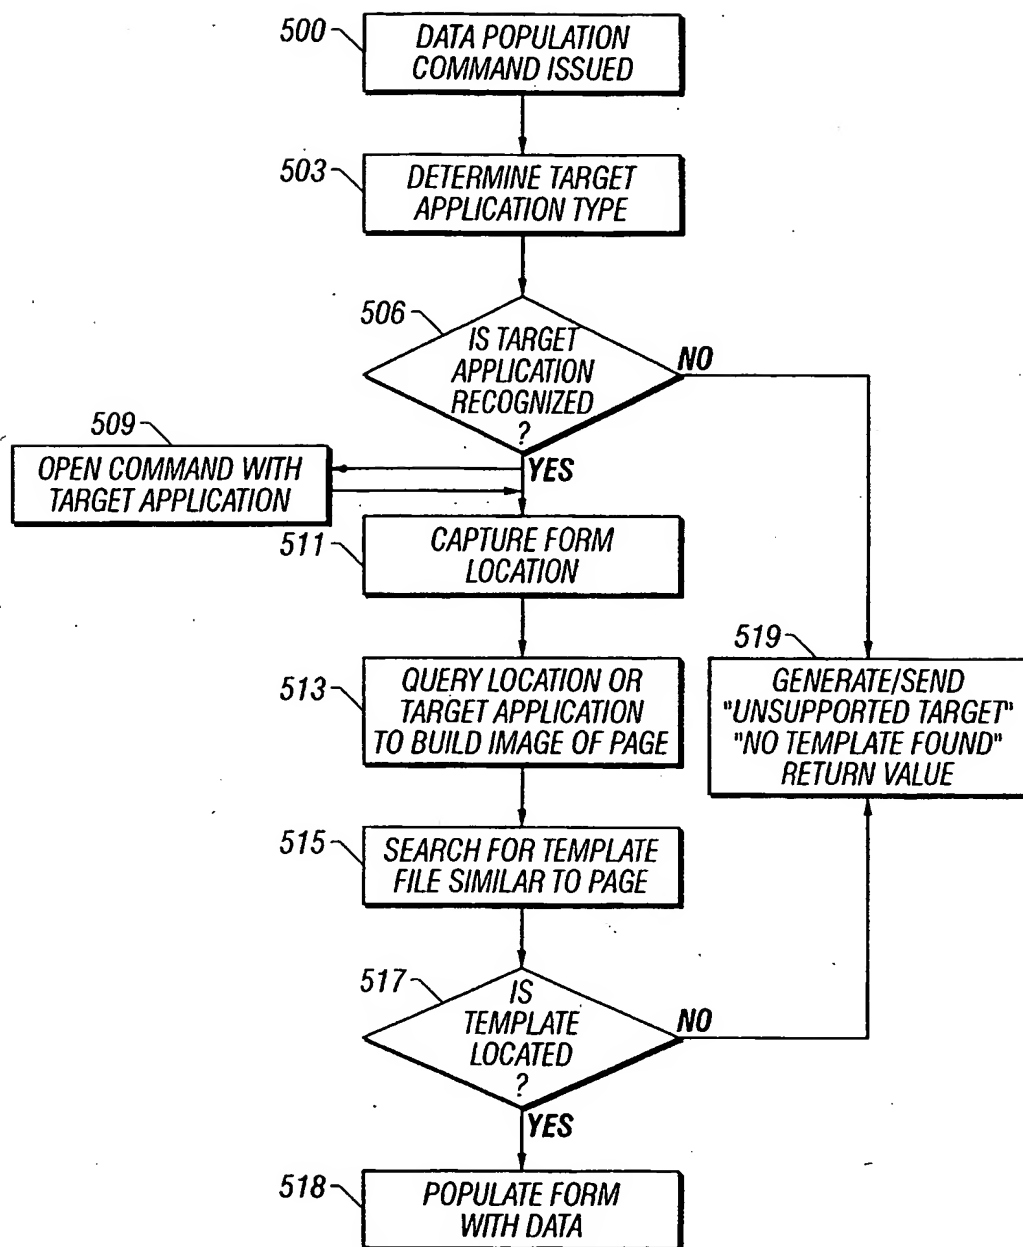 500
DATA POPULATION
COMMAND ISSUED
503
DETERMINE TARGET
APPLICATION TYPE
506
IS TARGET
APPLICATION
RECOGNIZED
?
NO
YES
509
OPEN COMMAND WITH
TARGET APPLICATION
511
CAPTURE FORM
LOCATION
513
QUERY LOCATION OR
TARGET APPLICATION
TO BUILD IMAGE OF PAGE
519
GENERATE/SEND
"UNSUPPORTED TARGET"
"NO TEMPLATE FOUND"
RETURN VALUE
515
SEARCH FOR TEMPLATE
FILE SIMILAR TO PAGE
517
IS
TEMPLATE
LOCATED
?
NO
YES
518
POPULATE FORM
WITH DATA